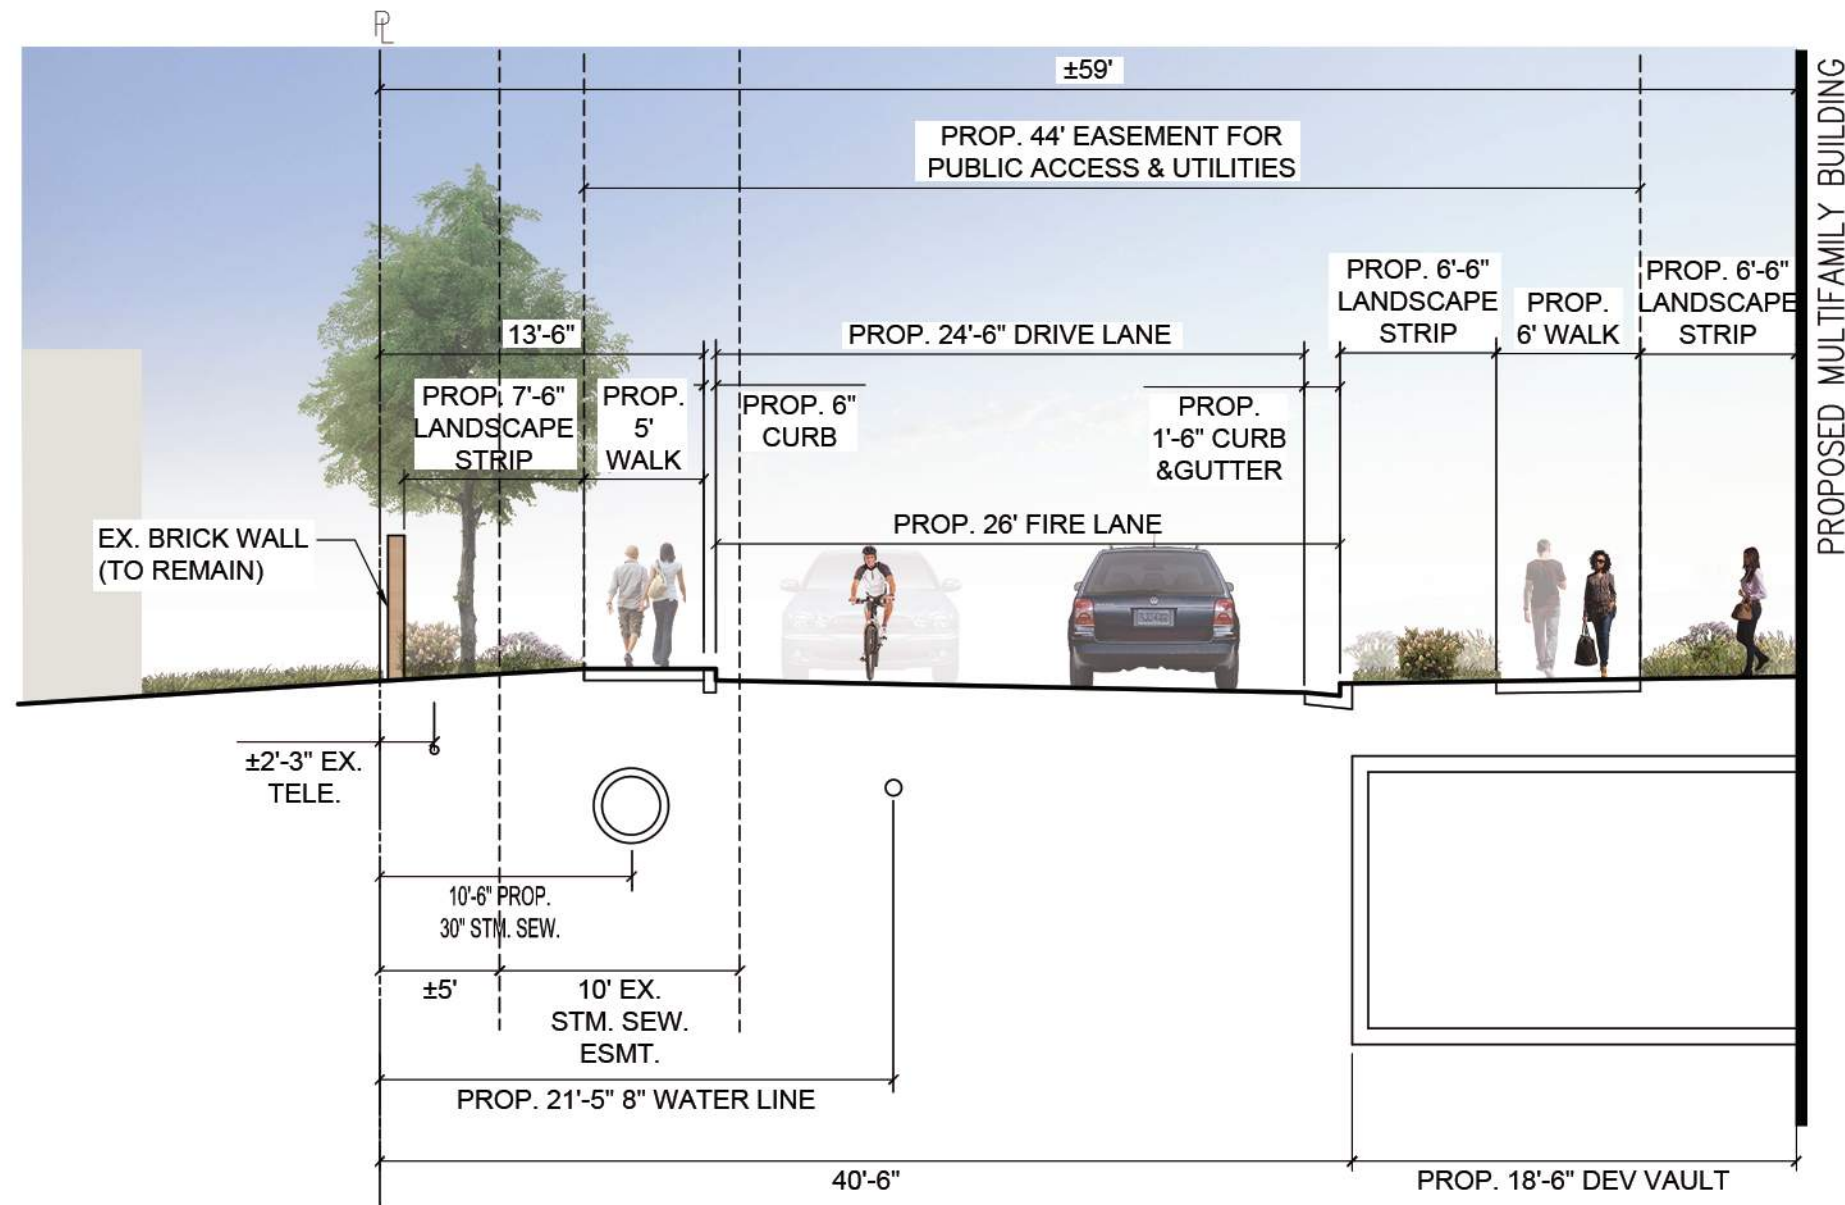 PL
±59'
PROP. 44' EASEMENT FOR
PUBLIC ACCESS & UTILITIES
PROP. 6'-6"
LANDSCAPE
STRIP
PROP.
6' WALK
PROP. 6'-6"
LANDSCAPE
STRIP
13'-6"
PROP. 24'-6" DRIVE LANE
PROP. 7'-6"
LANDSCAPE
STRIP
PROP.
5'
WALK
PROP. 6"
CURB
PROP.
1'-6" CURB
&GUTTER
PROP. 26' FIRE LANE
EX. BRICK WALL
(TO REMAIN)
PROPOSED MULTIFAMILY BUILDING
±2'-3" EX.
TELE.
10'-6" PROP.
30" STM. SEW.
±5'
10' EX.
STM. SEW.
ESMT.
PROP. 21'-5" 8" WATER LINE
40'-6"
PROP. 18'-6" DEV VAULT